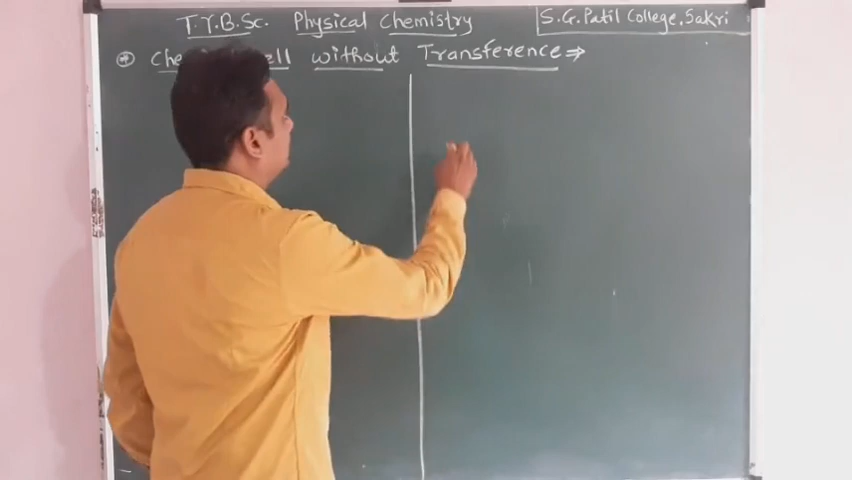 T.Y.B.Sc. Physical Chemistry
S.G. Patil College, Sakri
without Transference ⇒